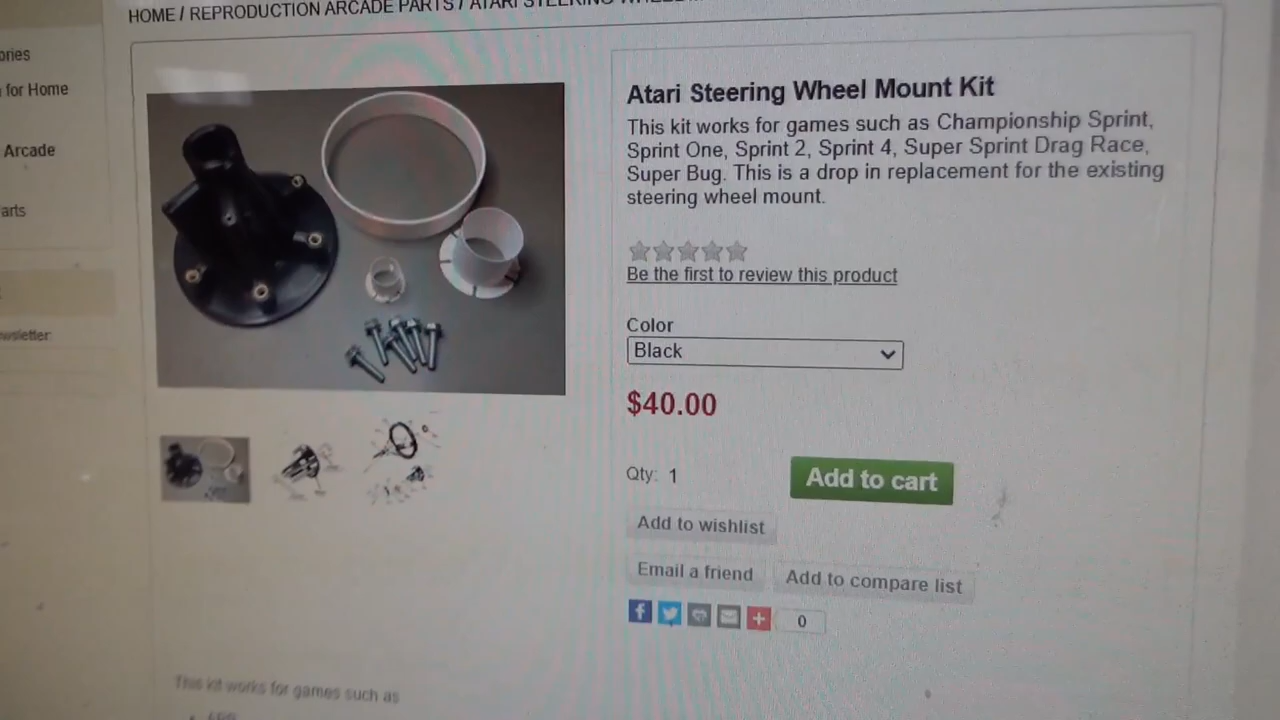 HOME / REPRODUCTION ARCADE PARTS / ATARI STEERING
for Home
Arcade
Atari Steering Wheel Mount Kit
This kit works for games such as Championship Sprint,
Sprint One, Sprint 2, Sprint 4, Super Sprint Drag Race,
Super Bug. This is a drop in replacement for the existing
steering wheel mount.
Be the first to review this product
Color
Black
$40.00
Qty: 1
Add to cart
Add to wishlist
Email a friend
Add to compare list
0
This kit works for games such as